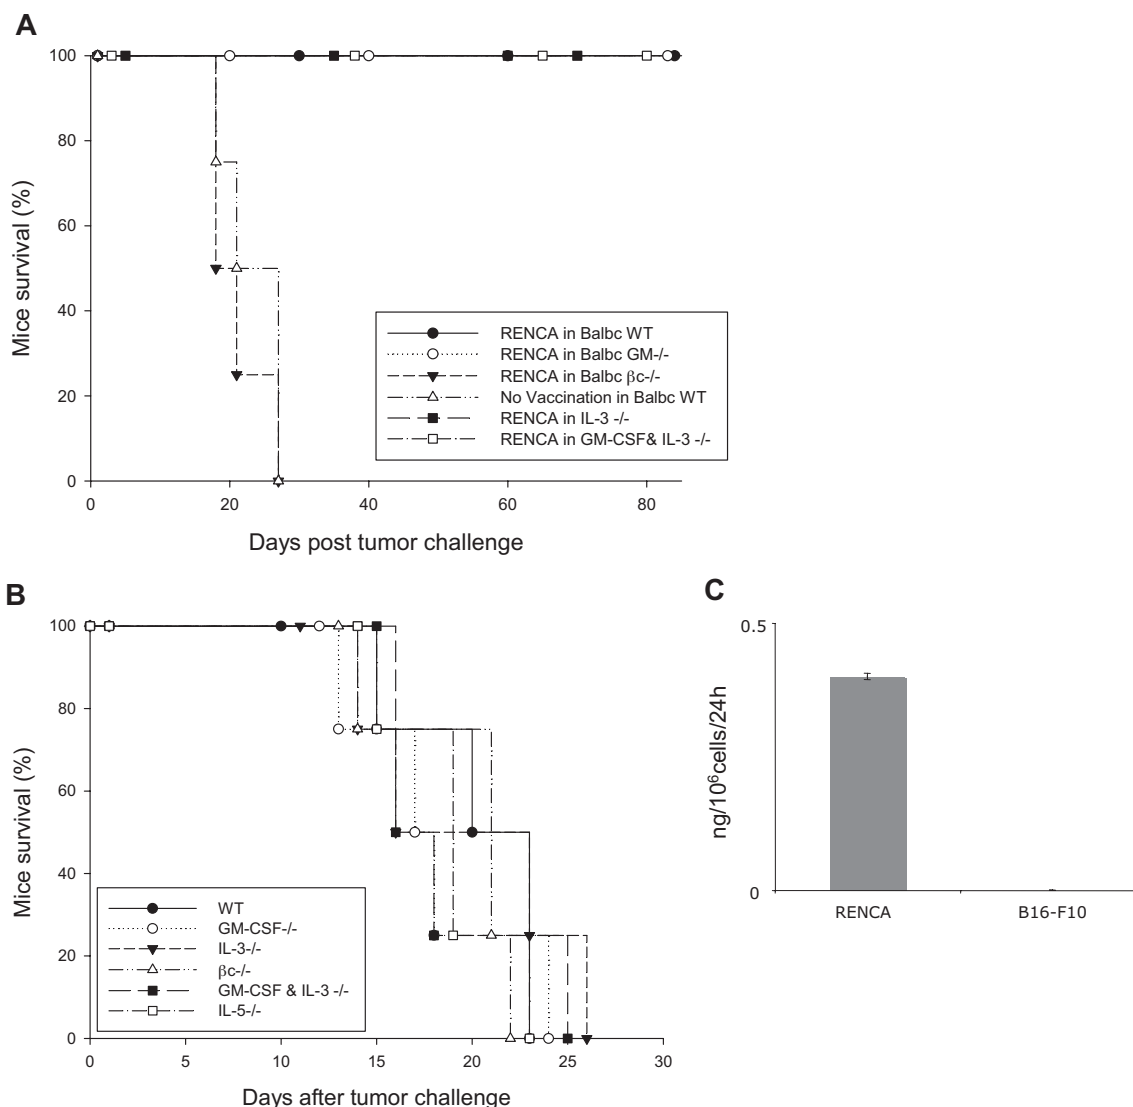 A
100
80
60
40
20
0
Mice survival (%)
0 20 40 60 80
Days post tumor challenge
RENCA in Balbc WT
RENCA in Balbc GM-/-
RENCA in Balbc βc-/-
No Vaccination in Balbc WT
RENCA in IL-3 -/-
RENCA in GM-CSF& IL-3 -/-
B
100
80
60
40
20
0
Mice survival (%)
WT
GM-CSF-/-
IL-3-/-
βc-/-
GM-CSF & IL-3 -/-
IL-5-/-
0 5 10 15 20 25 30
Days after tumor challenge
C
0.5
0
ng/10⁶cells/24h
RENCA B16-F10